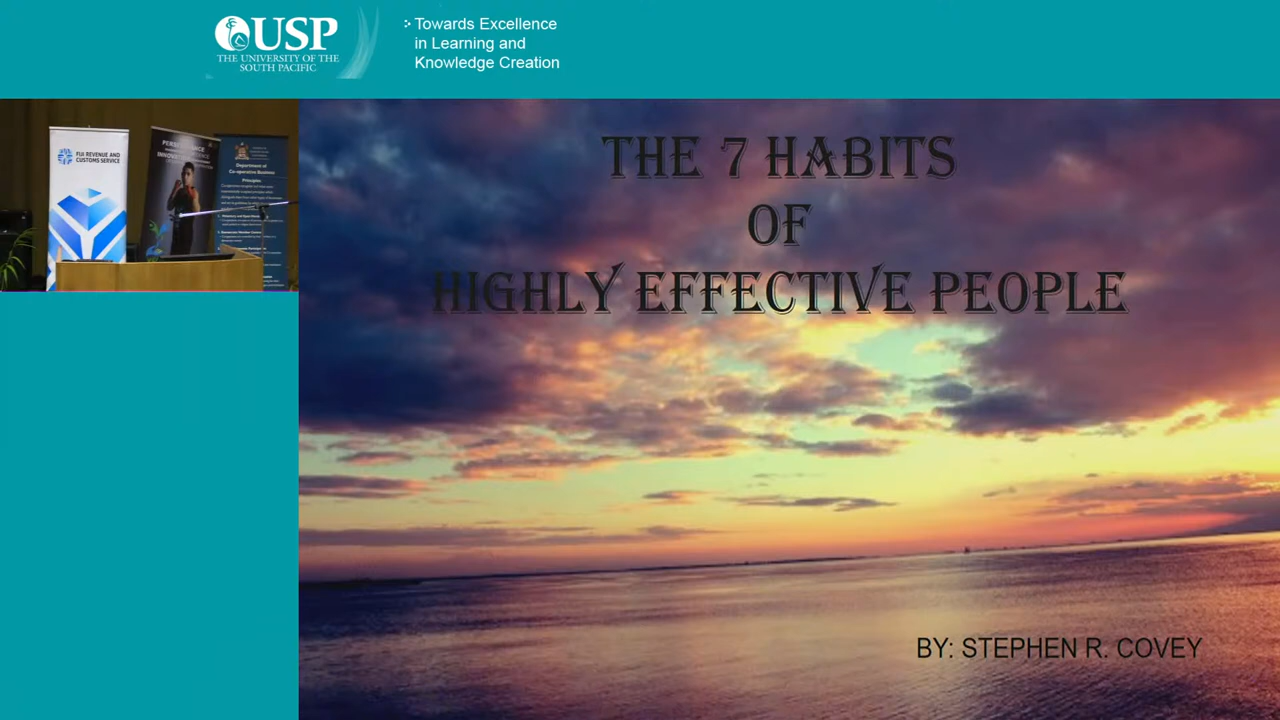 USP
THE UNIVERSITY OF THE
SOUTH PACIFIC
Towards Excellence
in Learning and
Knowledge Creation
FIJI REVENUE AND
CUSTOMS SERVICE
Department of
Co-operative Business
Principles
THE 7 HABITS
OF
HIGHLY EFFECTIVE PEOPLE
BY: STEPHEN R. COVEY